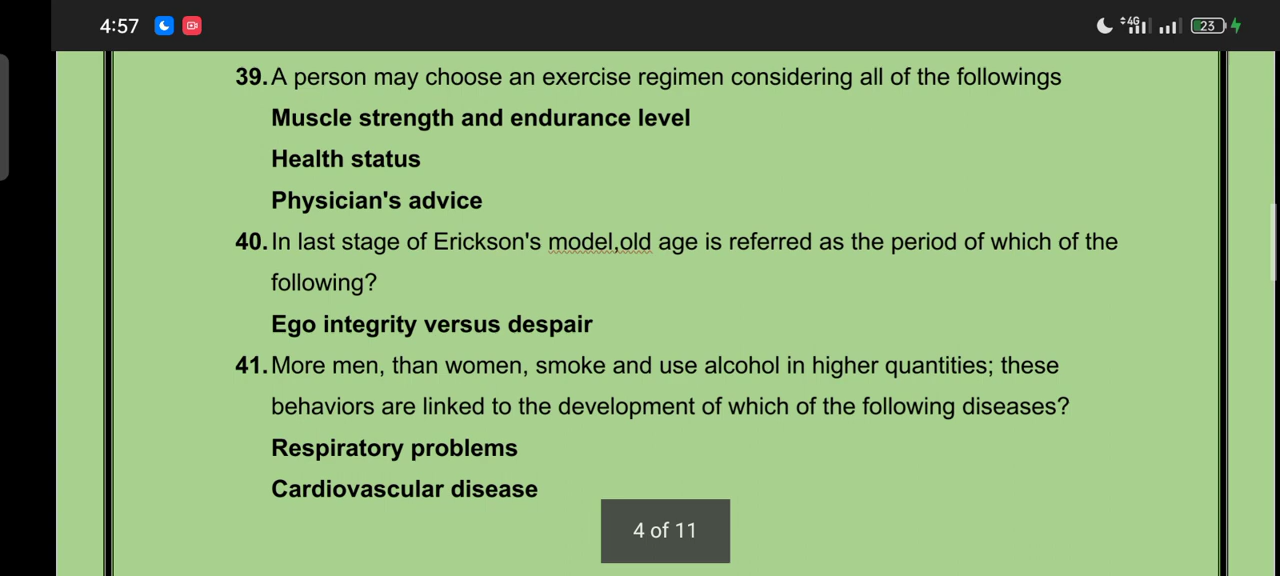 4:57
4G
23
39. A person may choose an exercise regimen considering all of the followings
Muscle strength and endurance level
Health status
Physician's advice
40. In last stage of Erickson's model,old age is referred as the period of which of the
following?
Ego integrity versus despair
41. More men, than women, smoke and use alcohol in higher quantities; these
behaviors are linked to the development of which of the following diseases?
Respiratory problems
Cardiovascular disease
4 of 11